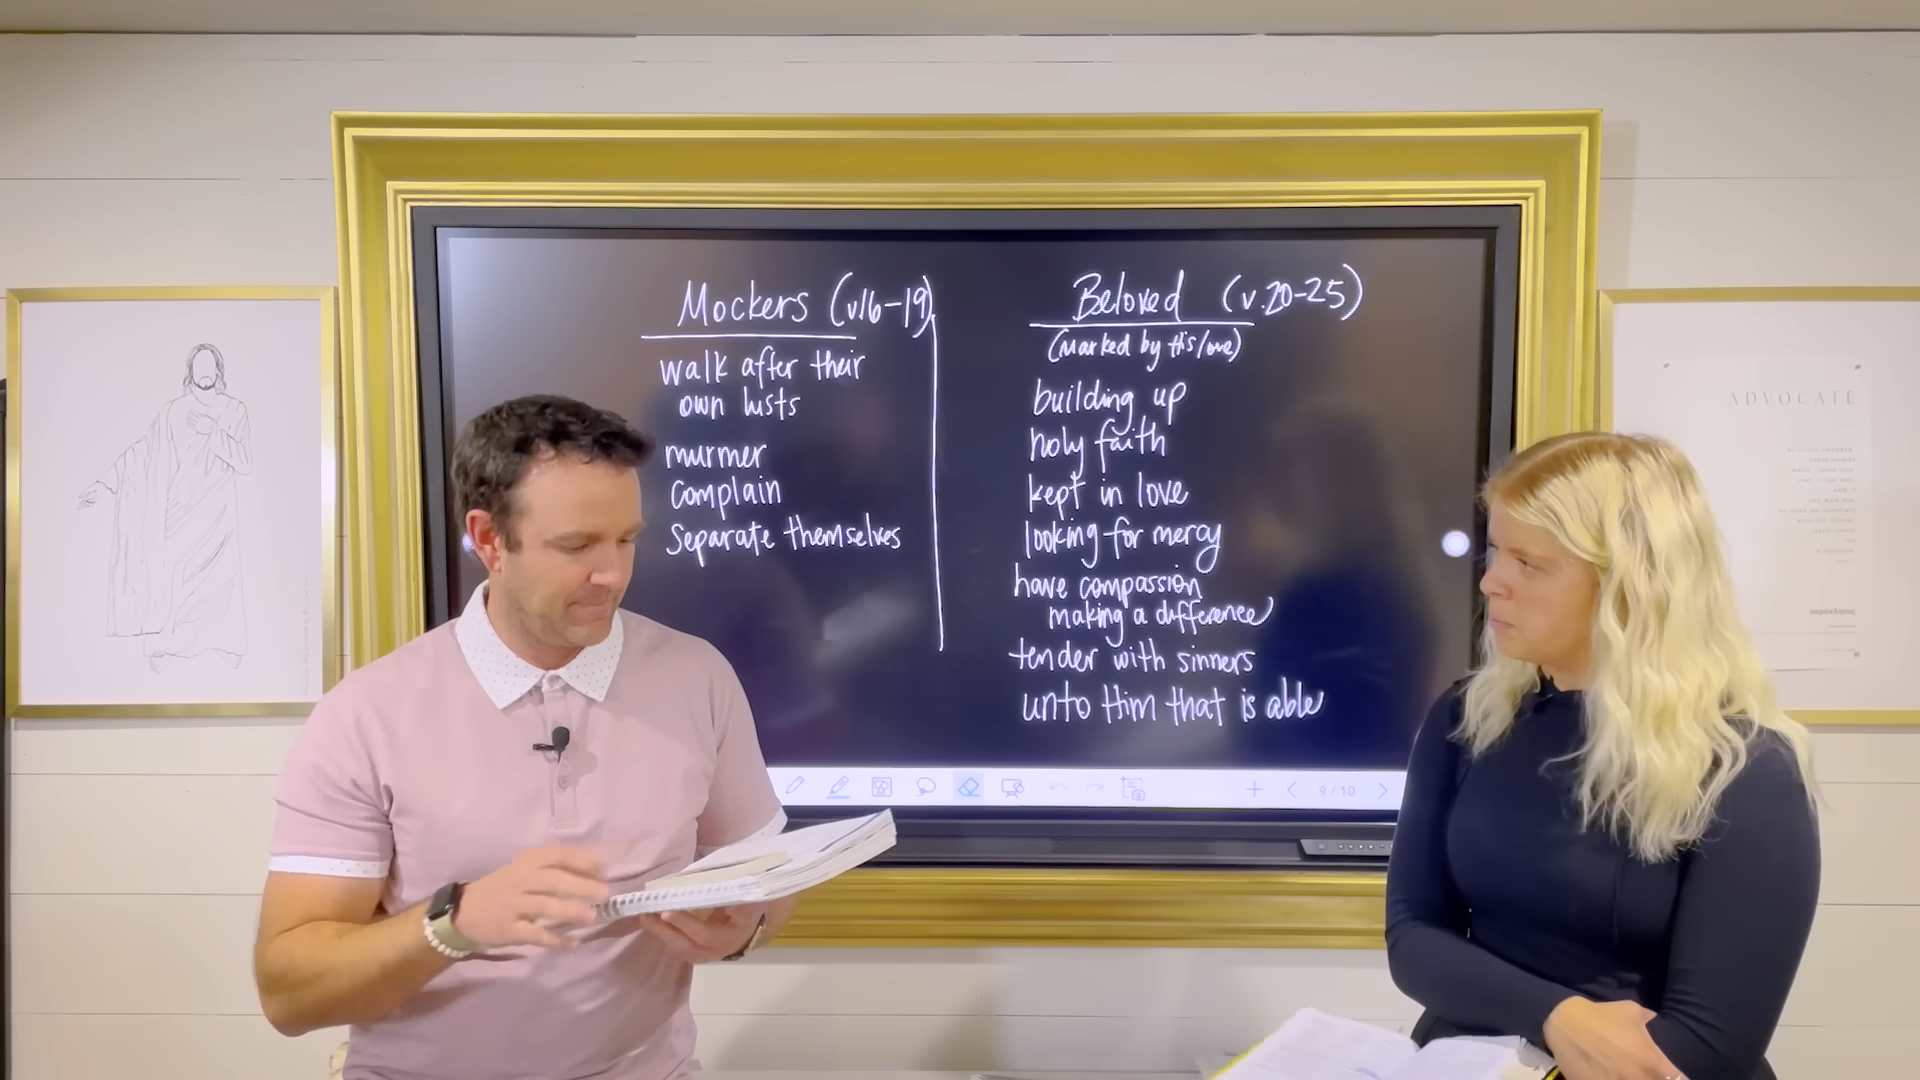 Mockers (v16-19)
walk after their
own lusts
murmer
Complain
Separate themselves
Beloved (v.20-25)
(Marked by His love)
building up
holy faith
kept in love
looking for mercy
have compassion
making a difference
tender with sinners
unto Him that is able
9/10
ADVOCATE